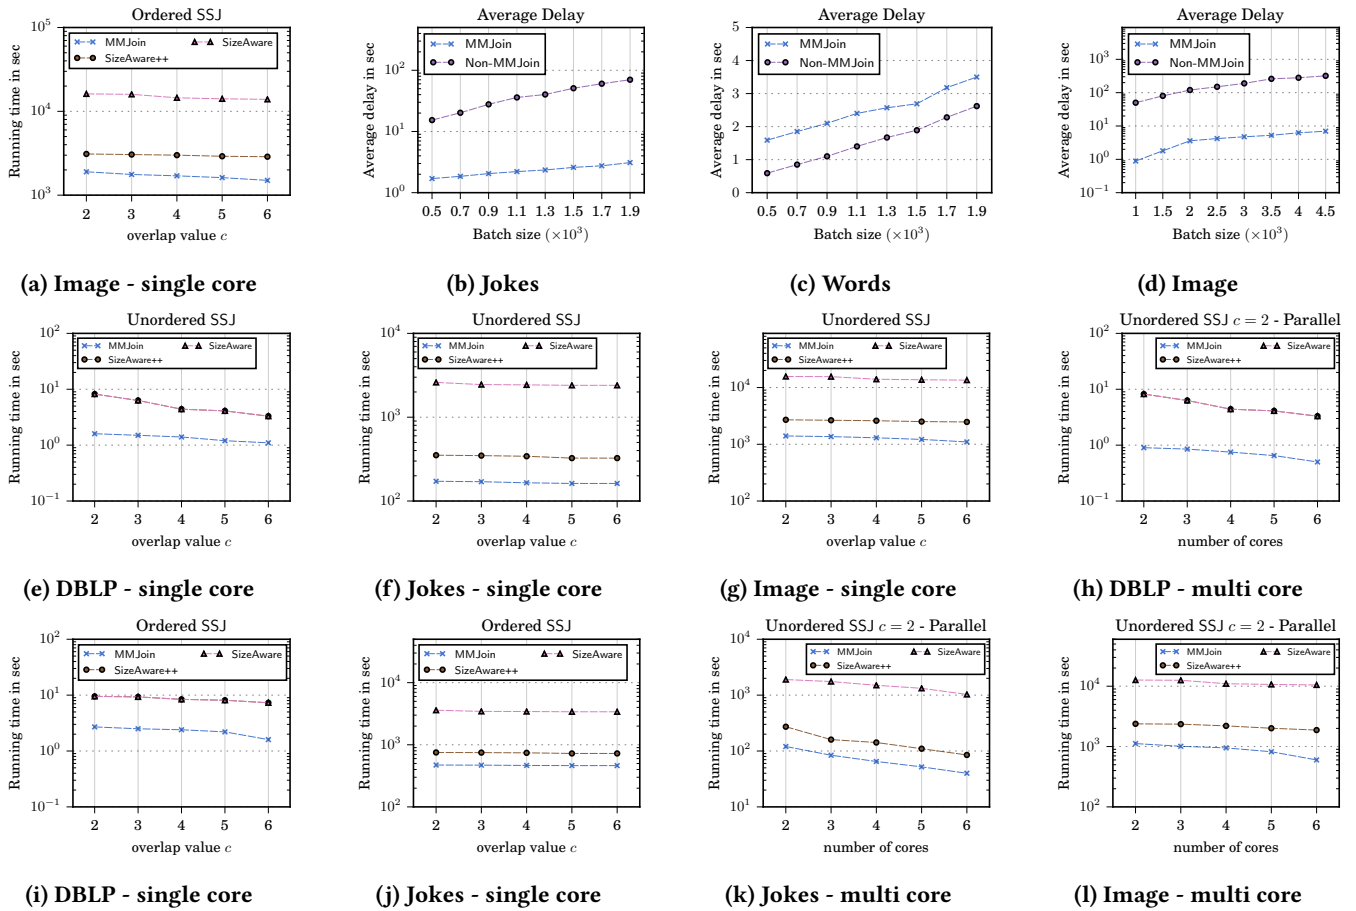 Ordered SSJ
Running time in sec
10^5
10^4
10^3
MMJoin
SizeAware++
SizeAware
2 3 4 5 6
overlap value c
(a) Image - single core
Average Delay
Average delay in sec
10^2
10^1
10^0
MMJoin
Non-MMJoin
0.5 0.7 0.9 1.1 1.3 1.5 1.7 1.9
Batch size (×10^3)
(b) Jokes
Average Delay
Average delay in sec
5
4
3
2
1
0
MMJoin
Non-MMJoin
0.5 0.7 0.9 1.1 1.3 1.5 1.7 1.9
Batch size (×10^3)
(c) Words
Average Delay
Average delay in sec
10^3
10^2
10^1
10^0
10^−1
MMJoin
Non-MMJoin
1 1.5 2 2.5 3 3.5 4 4.5
Batch size (×10^3)
(d) Image
Unordered SSJ
Running time in sec
10^2
10^1
10^0
10^−1
MMJoin
SizeAware++
SizeAware
2 3 4 5 6
overlap value c
(e) DBLP - single core
Unordered SSJ
Running time in sec
10^4
10^3
10^2
MMJoin
SizeAware++
SizeAware
2 3 4 5 6
overlap value c
(f) Jokes - single core
Unordered SSJ
Running time in sec
10^4
10^3
10^2
MMJoin
SizeAware++
SizeAware
2 3 4 5 6
overlap value c
(g) Image - single core
Unordered SSJ c = 2 - Parallel
Running time in sec
10^2
10^1
10^0
10^−1
MMJoin
SizeAware++
SizeAware
2 3 4 5 6
number of cores
(h) DBLP - multi core
Ordered SSJ
Running time in sec
10^2
10^1
10^0
10^−1
MMJoin
SizeAware++
SizeAware
2 3 4 5 6
overlap value c
(i) DBLP - single core
Ordered SSJ
Running time in sec
10^4
10^3
10^2
MMJoin
SizeAware++
SizeAware
2 3 4 5 6
overlap value c
(j) Jokes - single core
Unordered SSJ c = 2 - Parallel
Running time in sec
10^4
10^3
10^2
10^1
MMJoin
SizeAware++
SizeAware
2 3 4 5 6
number of cores
(k) Jokes - multi core
Unordered SSJ c = 2 - Parallel
Running time in sec
10^4
10^3
10^2
MMJoin
SizeAware++
SizeAware
2 3 4 5 6
number of cores
(l) Image - multi core